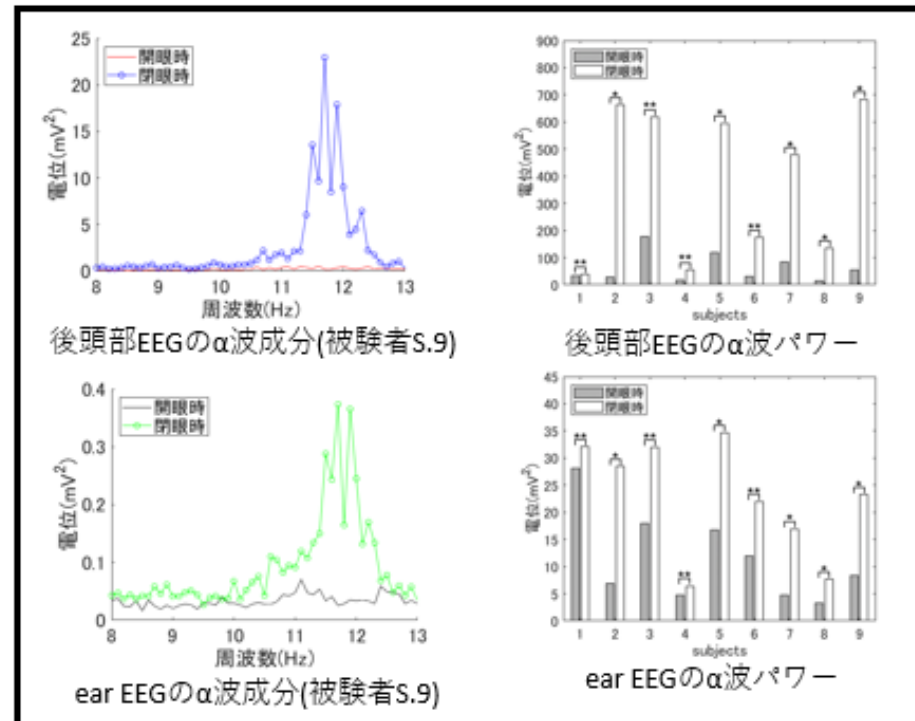 25
20
15
10
5
0
電位(mV²)
開眼時
閉眼時
8 9 10 11 12 13
周波数(Hz)
後頭部EEGのα波成分(被験者S.9)
900
800
700
600
500
400
300
200
100
0
電位(mV²)
開眼時
閉眼時
** * ** ** * ** * * *
1 2 3 4 5 6 7 8 9
subjects
後頭部EEGのα波パワー
0.4
0.3
0.2
0.1
0
電位(mV²)
開眼時
閉眼時
8 9 10 11 12 13
周波数(Hz)
ear EEGのα波成分(被験者S.9)
45
40
35
30
25
20
15
10
5
0
電位(mV²)
開眼時
閉眼時
** * ** ** * ** * * *
1 2 3 4 5 6 7 8 9
subjects
ear EEGのα波パワー